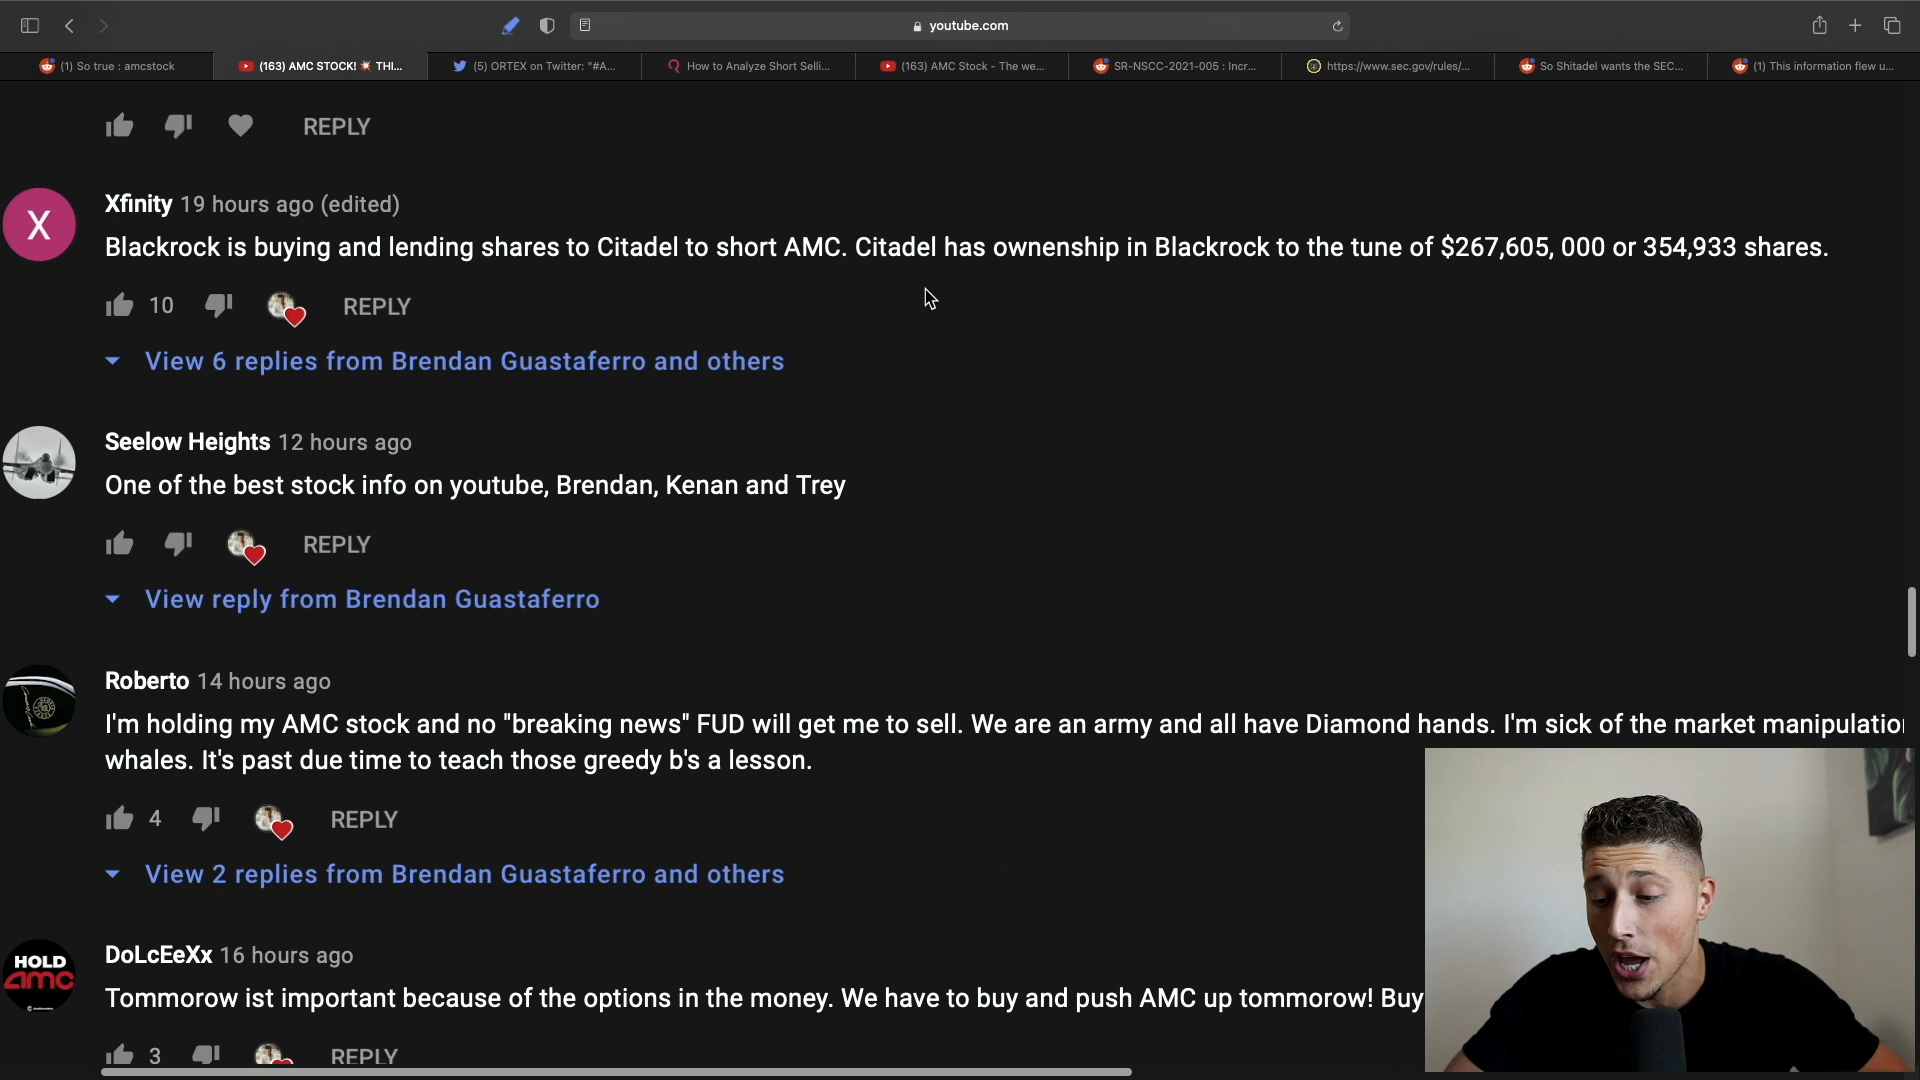 youtube.com
(1) So true : amcstock
(163) AMC STOCK! 💥 THI...
(5) ORTEX on Twitter: "#A...
How to Analyze Short Selli...
(163) AMC Stock - The we...
SR-NSCC-2021-005 : Incr...
https://www.sec.gov/rules/...
So Shitadel wants the SEC...
(1) This information flew u...
REPLY
X
Xfinity 19 hours ago (edited)
Blackrock is buying and lending shares to Citadel to short AMC. Citadel has ownenship in Blackrock to the tune of $267,605, 000 or 354,933 shares.
10 REPLY
View 6 replies from Brendan Guastaferro and others
Seelow Heights 12 hours ago
One of the best stock info on youtube, Brendan, Kenan and Trey
REPLY
View reply from Brendan Guastaferro
Roberto 14 hours ago
I'm holding my AMC stock and no "breaking news" FUD will get me to sell. We are an army and all have Diamond hands. I'm sick of the market manipulatio
whales. It's past due time to teach those greedy b's a lesson.
4 REPLY
View 2 replies from Brendan Guastaferro and others
HOLD
amc
DoLcEeXx 16 hours ago
Tommorow ist important because of the options in the money. We have to buy and push AMC up tommorow! Buy
3 REPLY